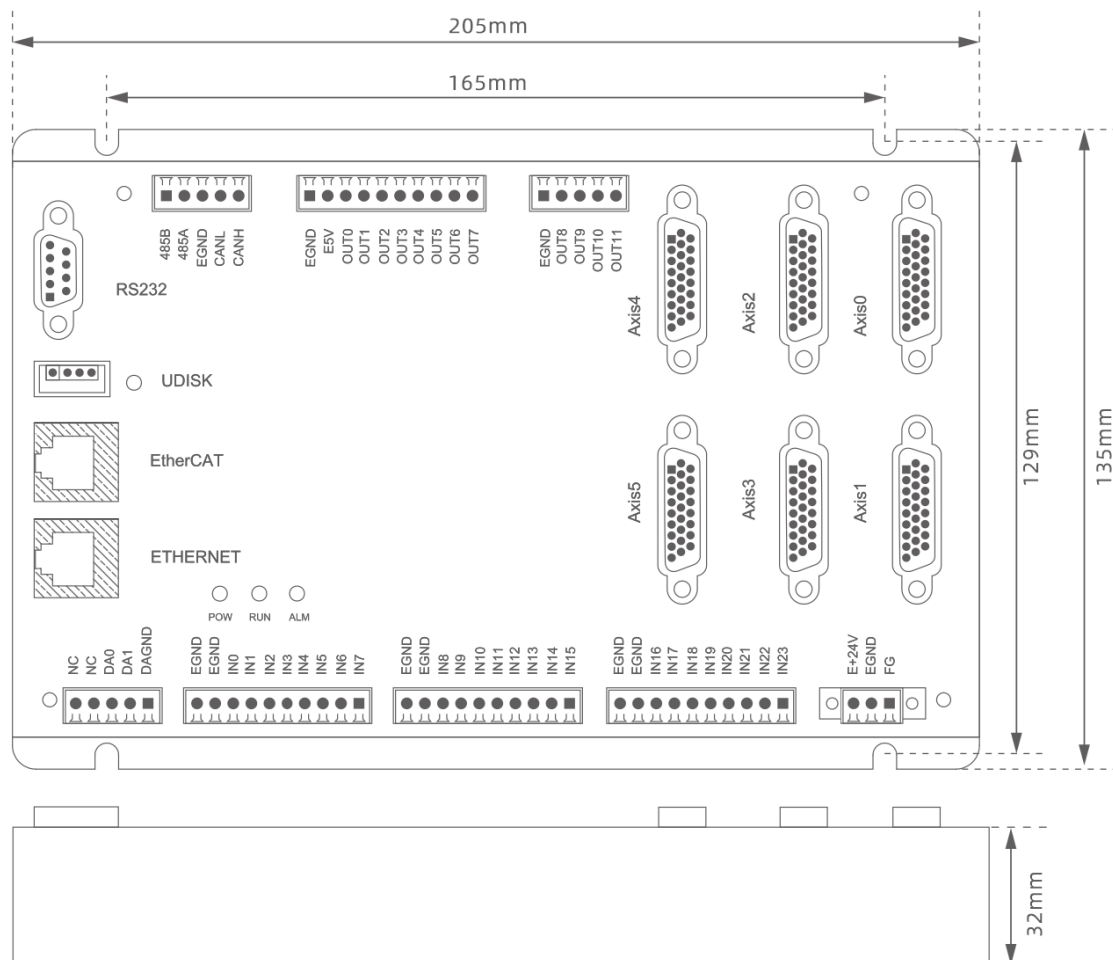 205mm
165mm
485B
485A
EGND
CANL
CANH
EGND
E5V
OUT0
OUT1
OUT2
OUT3
OUT4
OUT5
OUT6
OUT7
EGND
OUT8
OUT9
OUT10
OUT11
RS232
Axis4
Axis2
Axis0
UDISK
EtherCAT
ETHERNET
Axis5
Axis3
Axis1
129mm
135mm
POW
RUN
ALM
NC
NC
DA0
DA1
DAGND
EGND
EGND
IN0
IN1
IN2
IN3
IN4
IN5
IN6
IN7
EGND
EGND
IN8
IN9
IN10
IN11
IN12
IN13
IN14
IN15
EGND
EGND
IN16
IN17
IN18
IN19
IN20
IN21
IN22
IN23
E+24V
EGND
FG
32mm